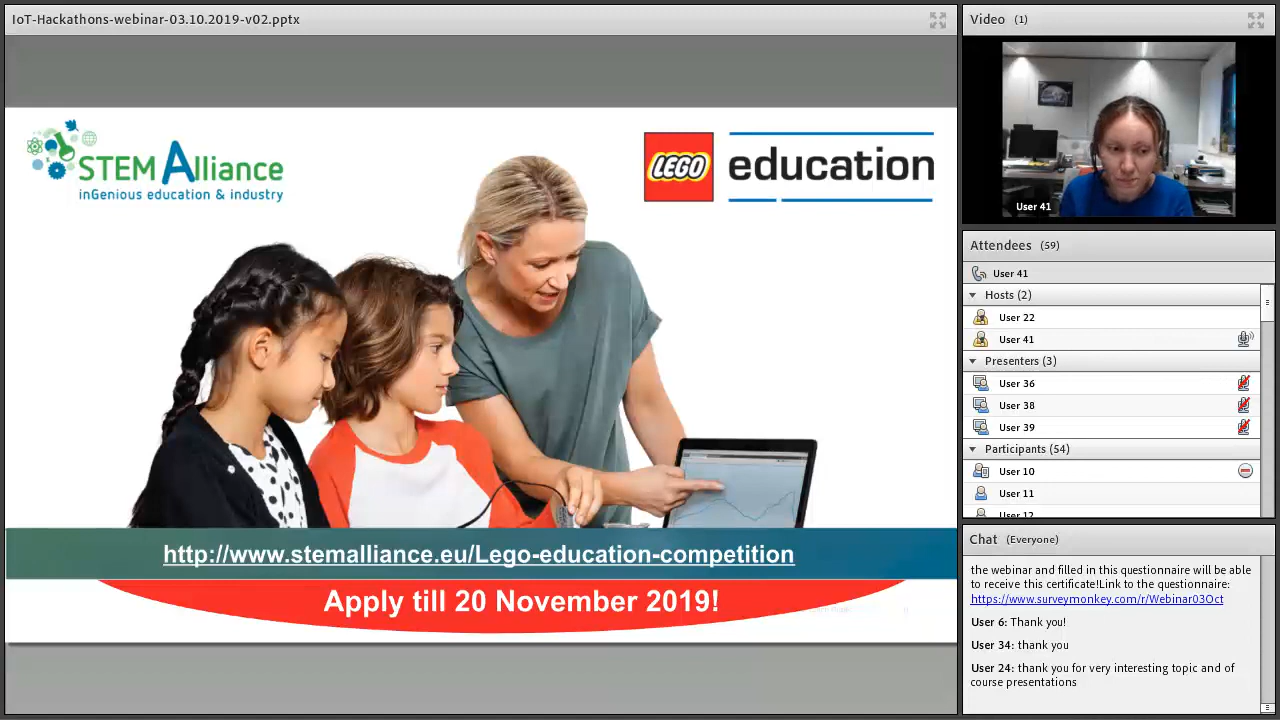 IoT-Hackathons-webinar-03.10.2019-v02.pptx
STEM Alliance
inGenious education & industry
LEGO education
http://www.stemalliance.eu/Lego-education-competition
Apply till 20 November 2019!
Video (1)
User 41
Attendees (59)
User 41
Hosts (2)
User 22
User 41
Presenters (3)
User 36
User 38
User 39
Participants (54)
User 10
User 11
User 12
Chat (Everyone)
the webinar and filled in this questionnaire will be able
to receive this certificate!Link to the questionnaire:
https://www.surveymonkey.com/r/Webinar03Oct
User 6: Thank you!
User 34: thank you
User 24: thank you for very interesting topic and of
course presentations